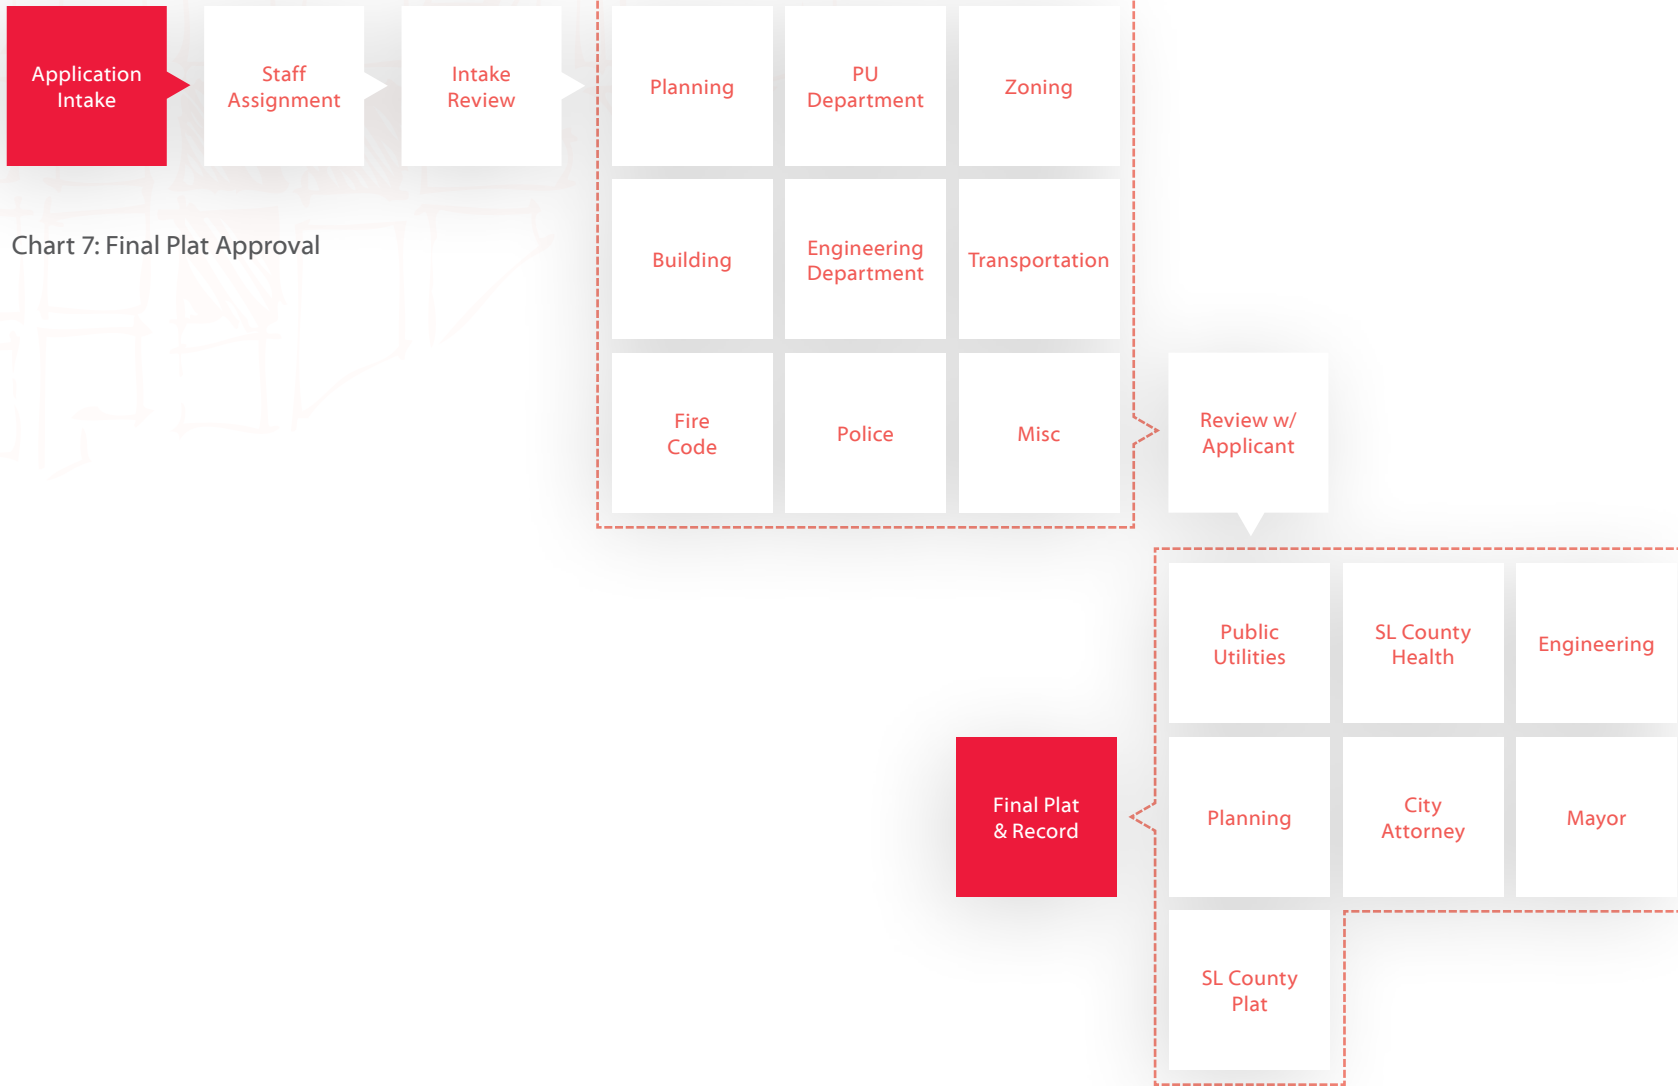 Application
Intake
Staff
Assignment
Intake
Review
Planning
PU
Department
Zoning
Chart 7: Final Plat Approval
Building
Engineering
Department
Transportation
Fire
Code
Police
Misc
Review w/
Applicant
Public
Utilities
SL County
Health
Engineering
Final Plat
& Record
Planning
City
Attorney
Mayor
SL County
Plat